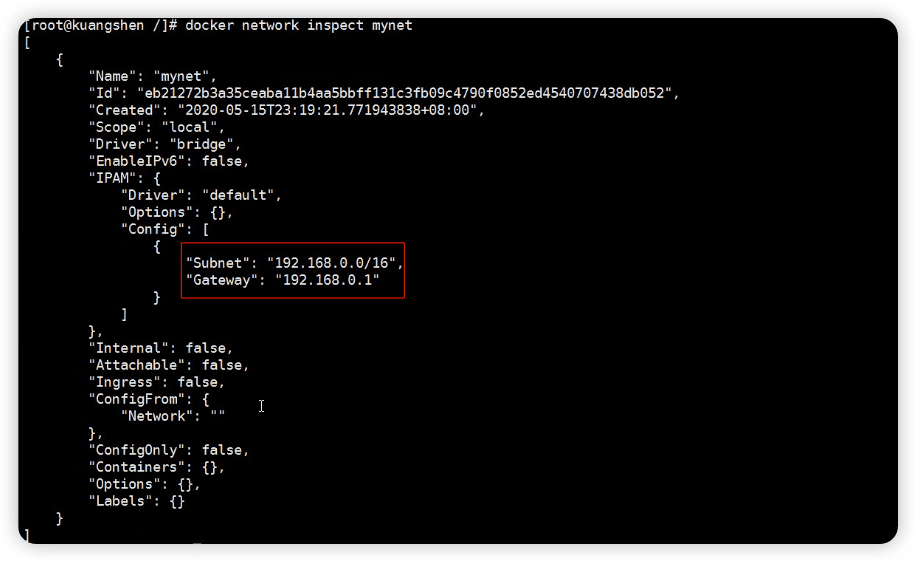 [root@kuangshen /]# docker network inspect mynet
[
    {
        "Name": "mynet",
        "Id": "eb21272b3a35ceaba11b4aa5bbff131c3fb09c4790f0852ed4540707438db052",
        "Created": "2020-05-15T23:19:21.771943838+08:00",
        "Scope": "local",
        "Driver": "bridge",
        "EnableIPv6": false,
        "IPAM": {
            "Driver": "default",
            "Options": {},
            "Config": [
                {
                    "Subnet": "192.168.0.0/16",
                    "Gateway": "192.168.0.1"
                }
            ]
        },
        "Internal": false,
        "Attachable": false,
        "Ingress": false,
        "ConfigFrom": {
            "Network": ""
        },
        "ConfigOnly": false,
        "Containers": {},
        "Options": {},
        "Labels": {}
    }
]